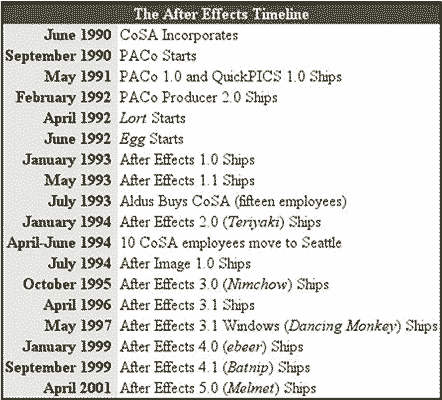 The After Effects Timeline
June 1990 CoSA Incorporates
September 1990 PACo Starts
May 1991 PACo 1.0 and QuickPICS 1.0 Ships
February 1992 PACo Producer 2.0 Ships
April 1992 Lort Starts
June 1992 Egg Starts
January 1993 After Effects 1.0 Ships
May 1993 After Effects 1.1 Ships
July 1993 Aldus Buys CoSA (fifteen employees)
January 1994 After Effects 2.0 (Teriyaki) Ships
April-June 1994 10 CoSA employees move to Seattle
July 1994 After Image 1.0 Ships
October 1995 After Effects 3.0 (Nimchow) Ships
April 1996 After Effects 3.1 Ships
May 1997 After Effects 3.1 Windows (Dancing Monkey) Ships
January 1999 After Effects 4.0 (ebeer) Ships
September 1999 After Effects 4.1 (Batnip) Ships
April 2001 After Effects 5.0 (Melmet) Ships